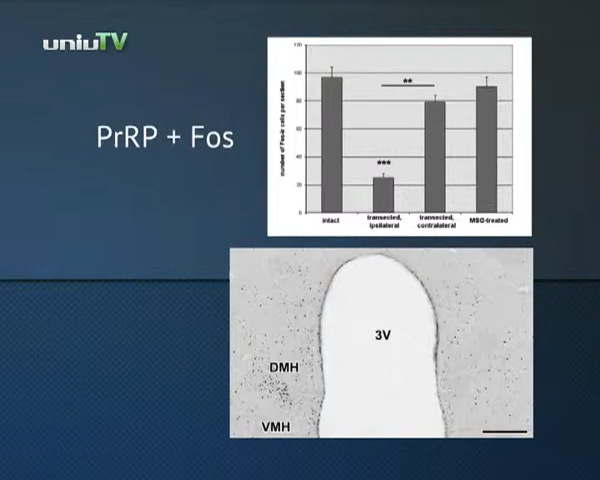 uniuTV
PrRP + Fos
number of Fos-ir cells per section
120
100
80
60
40
20
0
**
***
intact
transected, ipsilateral
transected, contralateral
MSG-treated
3V
DMH
VMH